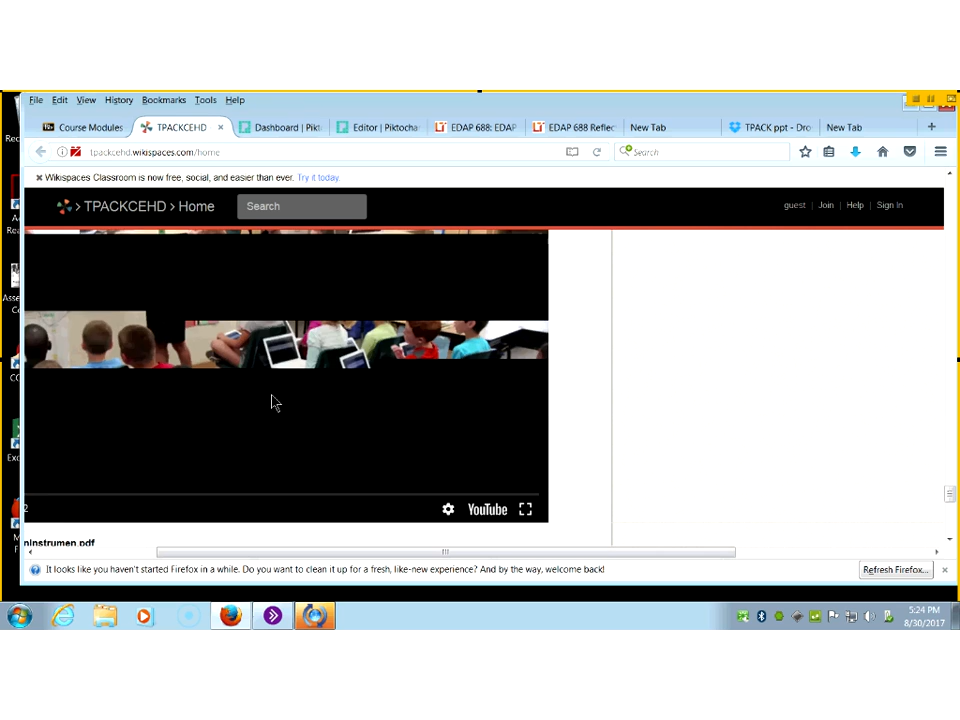 File Edit View History Bookmarks Tools Help
Course Modules TPACKCEHD × Dashboard | Pikt Editor | Piktocha EDAP 688: EDAP EDAP 688 Reflec New Tab TPACK ppt - Dro New Tab +
tpackcehd.wikispaces.com/home Search
Wikispaces Classroom is now free, social, and easier than ever. Try it today.
> TPACKCEHD > Home Search guest | Join | Help | Sign In
2 YouTube
ninstrumen.pdf
It looks like you haven't started Firefox in a while. Do you want to clean it up for a fresh, like-new experience? And by the way, welcome back! Refresh Firefox...
5:24 PM
8/30/2017